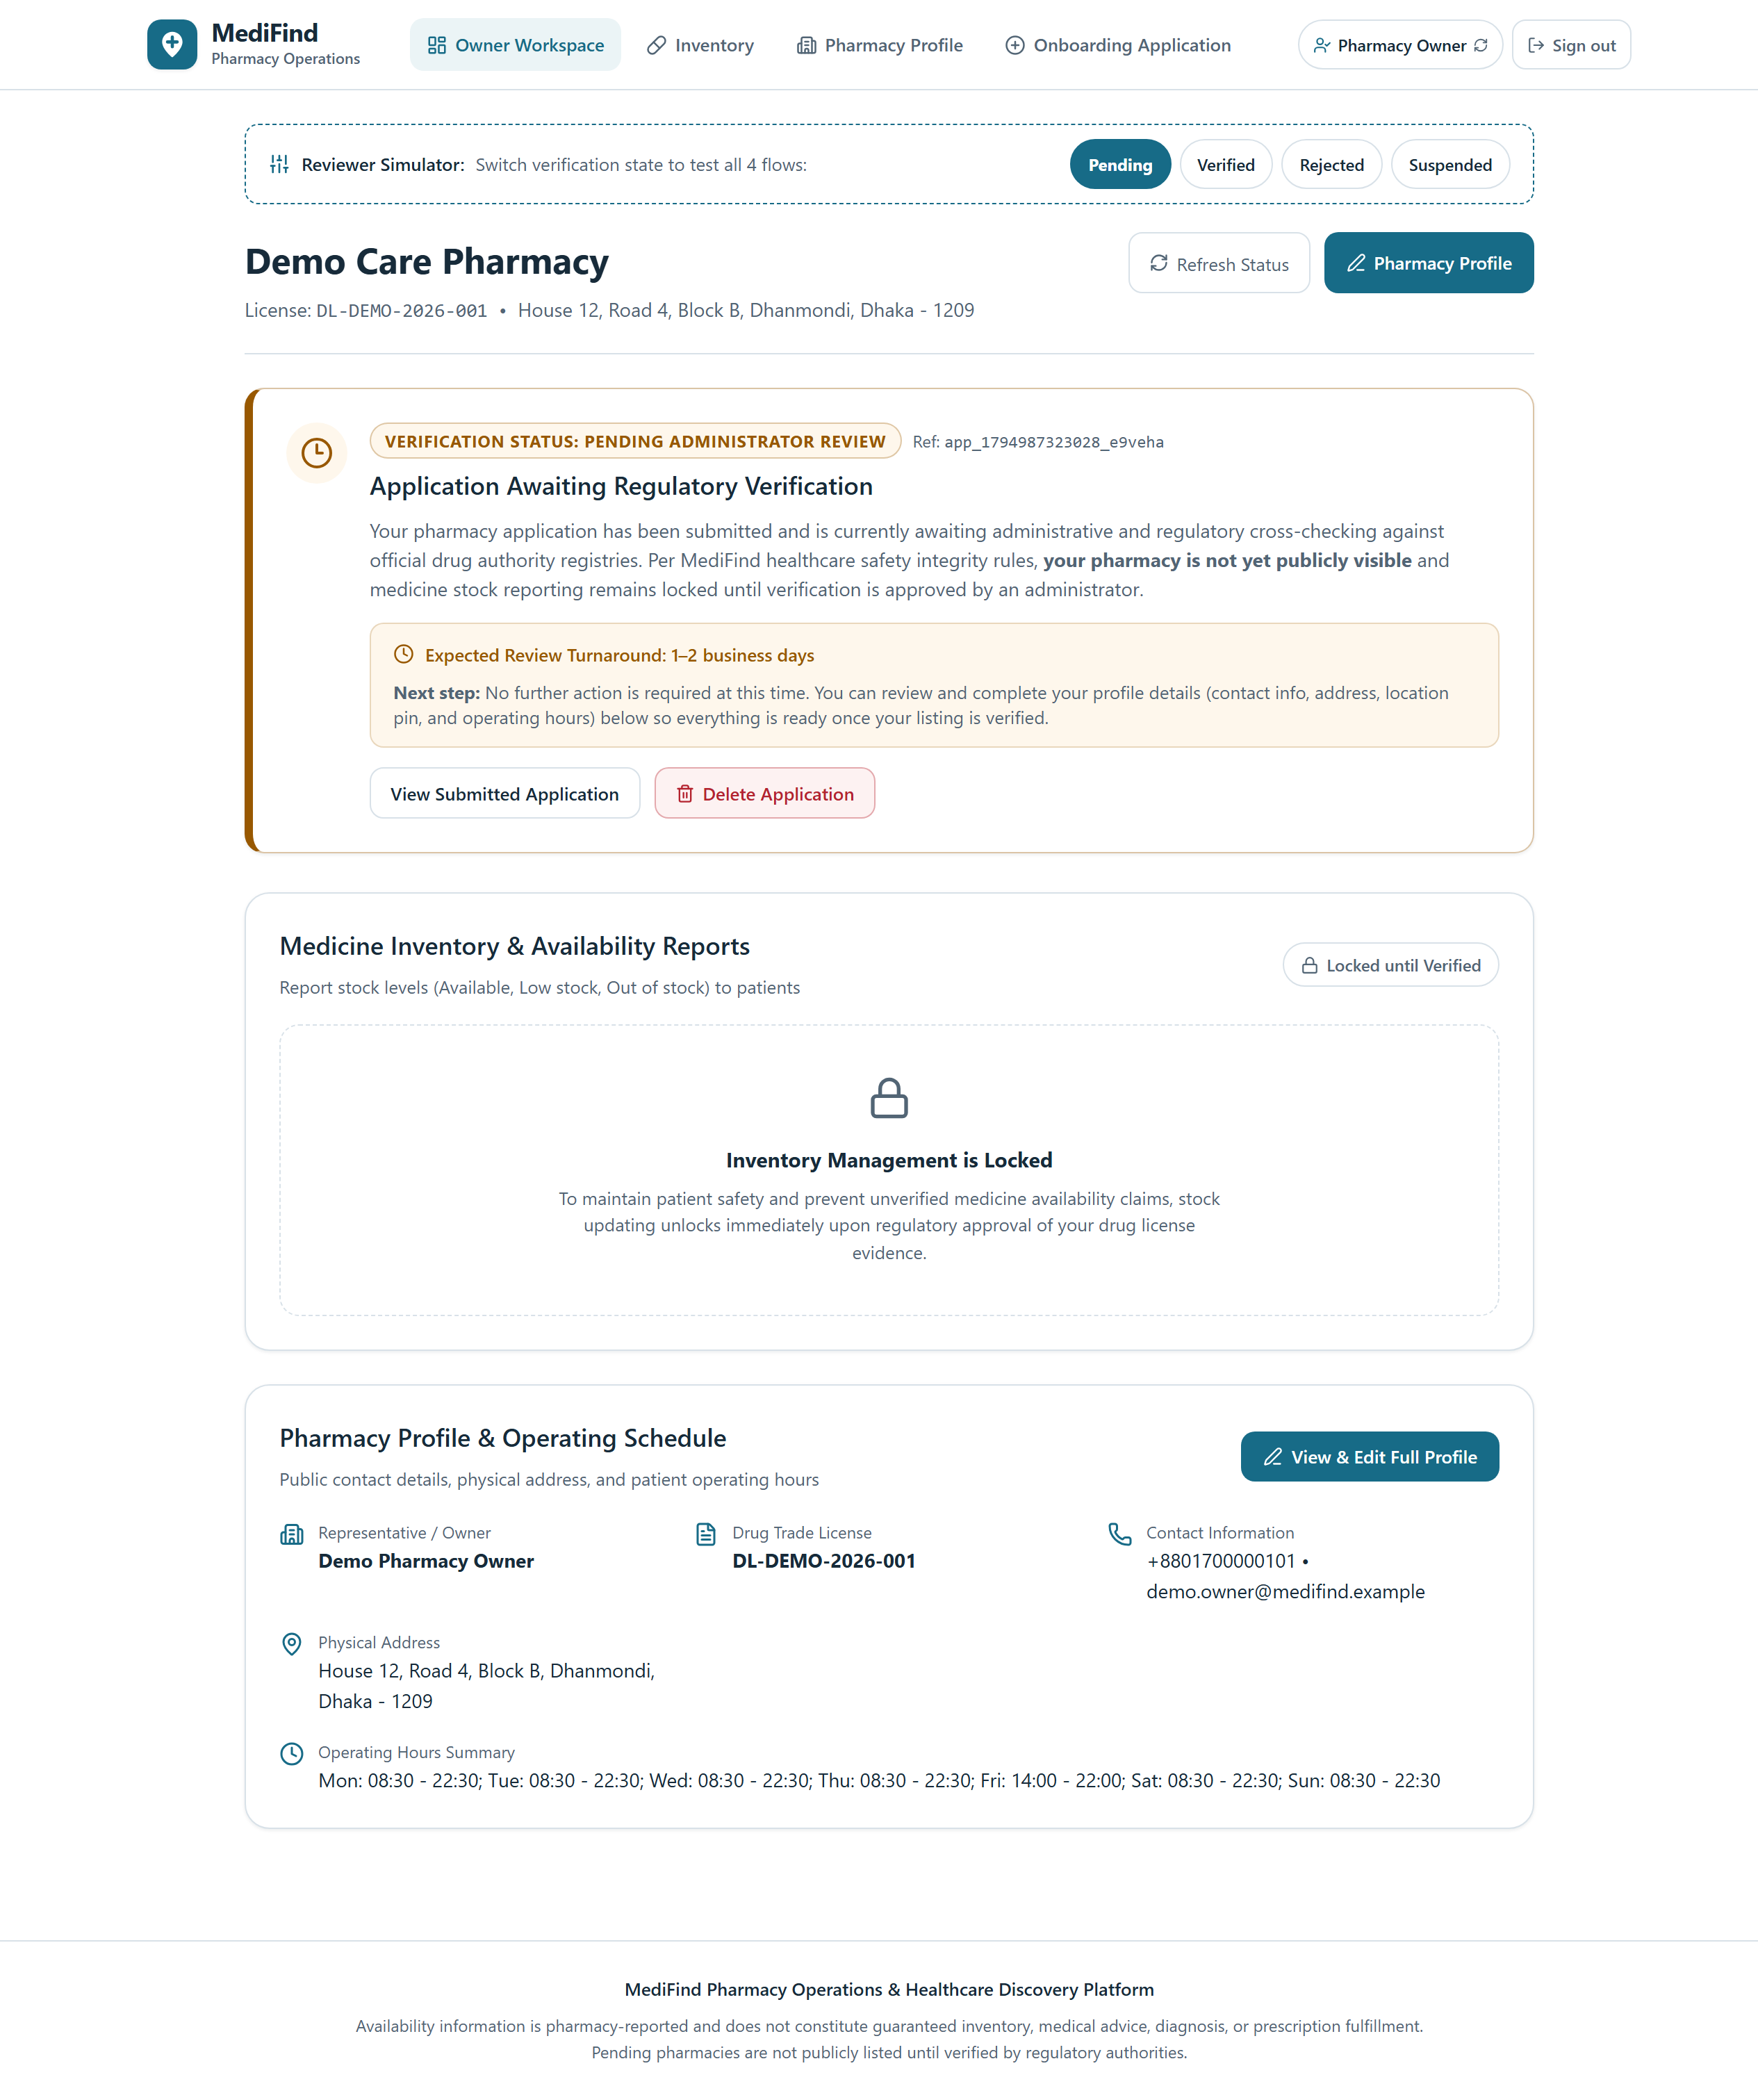 MediFind
Pharmacy Operations
Owner Workspace
Inventory
Pharmacy Profile
Onboarding Application
Pharmacy Owner
Sign out
Reviewer Simulator: Switch verification state to test all 4 flows:
Pending
Verified
Rejected
Suspended
Demo Care Pharmacy
Refresh Status
Pharmacy Profile
License: DL-DEMO-2026-001 • House 12, Road 4, Block B, Dhanmondi, Dhaka - 1209
VERIFICATION STATUS: PENDING ADMINISTRATOR REVIEW
Ref: app_1794987323028_e9veha
Application Awaiting Regulatory Verification
Your pharmacy application has been submitted and is currently awaiting administrative and regulatory cross-checking against
official drug authority registries. Per MediFind healthcare safety integrity rules, your pharmacy is not yet publicly visible and
medicine stock reporting remains locked until verification is approved by an administrator.
Expected Review Turnaround: 1–2 business days
Next step: No further action is required at this time. You can review and complete your profile details (contact info, address, location
pin, and operating hours) below so everything is ready once your listing is verified.
View Submitted Application
Delete Application
Medicine Inventory & Availability Reports
Report stock levels (Available, Low stock, Out of stock) to patients
Locked until Verified
Inventory Management is Locked
To maintain patient safety and prevent unverified medicine availability claims, stock
updating unlocks immediately upon regulatory approval of your drug license
evidence.
Pharmacy Profile & Operating Schedule
Public contact details, physical address, and patient operating hours
View & Edit Full Profile
Representative / Owner
Demo Pharmacy Owner
Drug Trade License
DL-DEMO-2026-001
Contact Information
+8801700000101 •
demo.owner@medifind.example
Physical Address
House 12, Road 4, Block B, Dhanmondi,
Dhaka - 1209
Operating Hours Summary
Mon: 08:30 - 22:30; Tue: 08:30 - 22:30; Wed: 08:30 - 22:30; Thu: 08:30 - 22:30; Fri: 14:00 - 22:00; Sat: 08:30 - 22:30; Sun: 08:30 - 22:30
MediFind Pharmacy Operations & Healthcare Discovery Platform
Availability information is pharmacy-reported and does not constitute guaranteed inventory, medical advice, diagnosis, or prescription fulfillment.
Pending pharmacies are not publicly listed until verified by regulatory authorities.